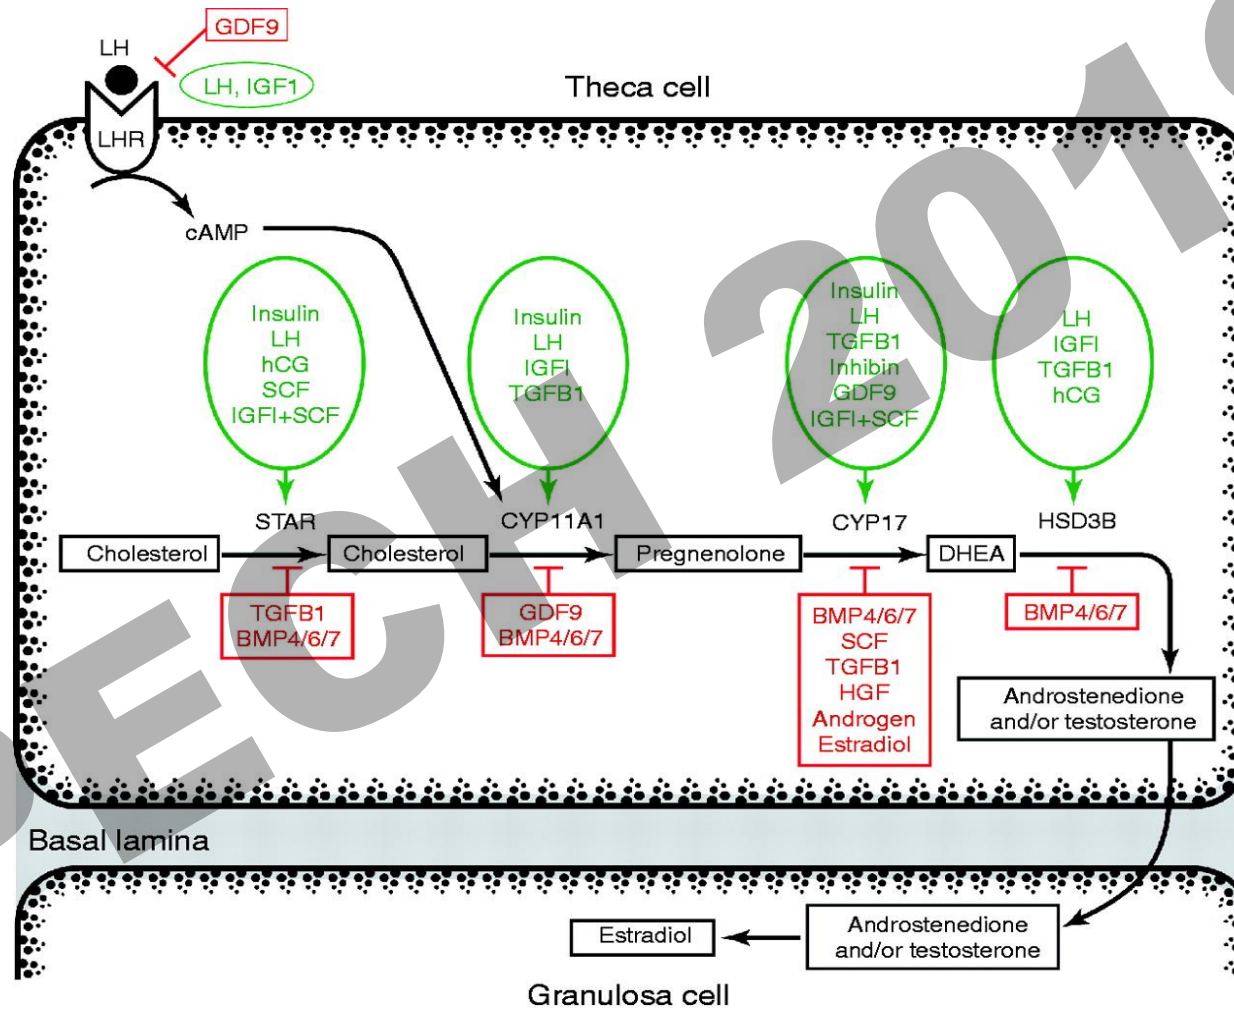 GDF9
LH
LH, IGF1
Theca cell
LHR
cAMP
Insulin
LH
hCG
SCF
IGFI+SCF
Insulin
LH
IGFI
TGFB1
Insulin
LH
TGFB1
Inhibin
GDF9
IGFI+SCF
LH
IGFI
TGFB1
hCG
STAR
CYP11A1
CYP17
HSD3B
Cholesterol
Cholesterol
Pregnenolone
DHEA
TGFB1
BMP4/6/7
GDF9
BMP4/6/7
BMP4/6/7
SCF
TGFB1
HGF
Androgen
Estradiol
BMP4/6/7
Androstenedione
and/or testosterone
Basal lamina
Estradiol
Androstenedione
and/or testosterone
Granulosa cell
PECH 201